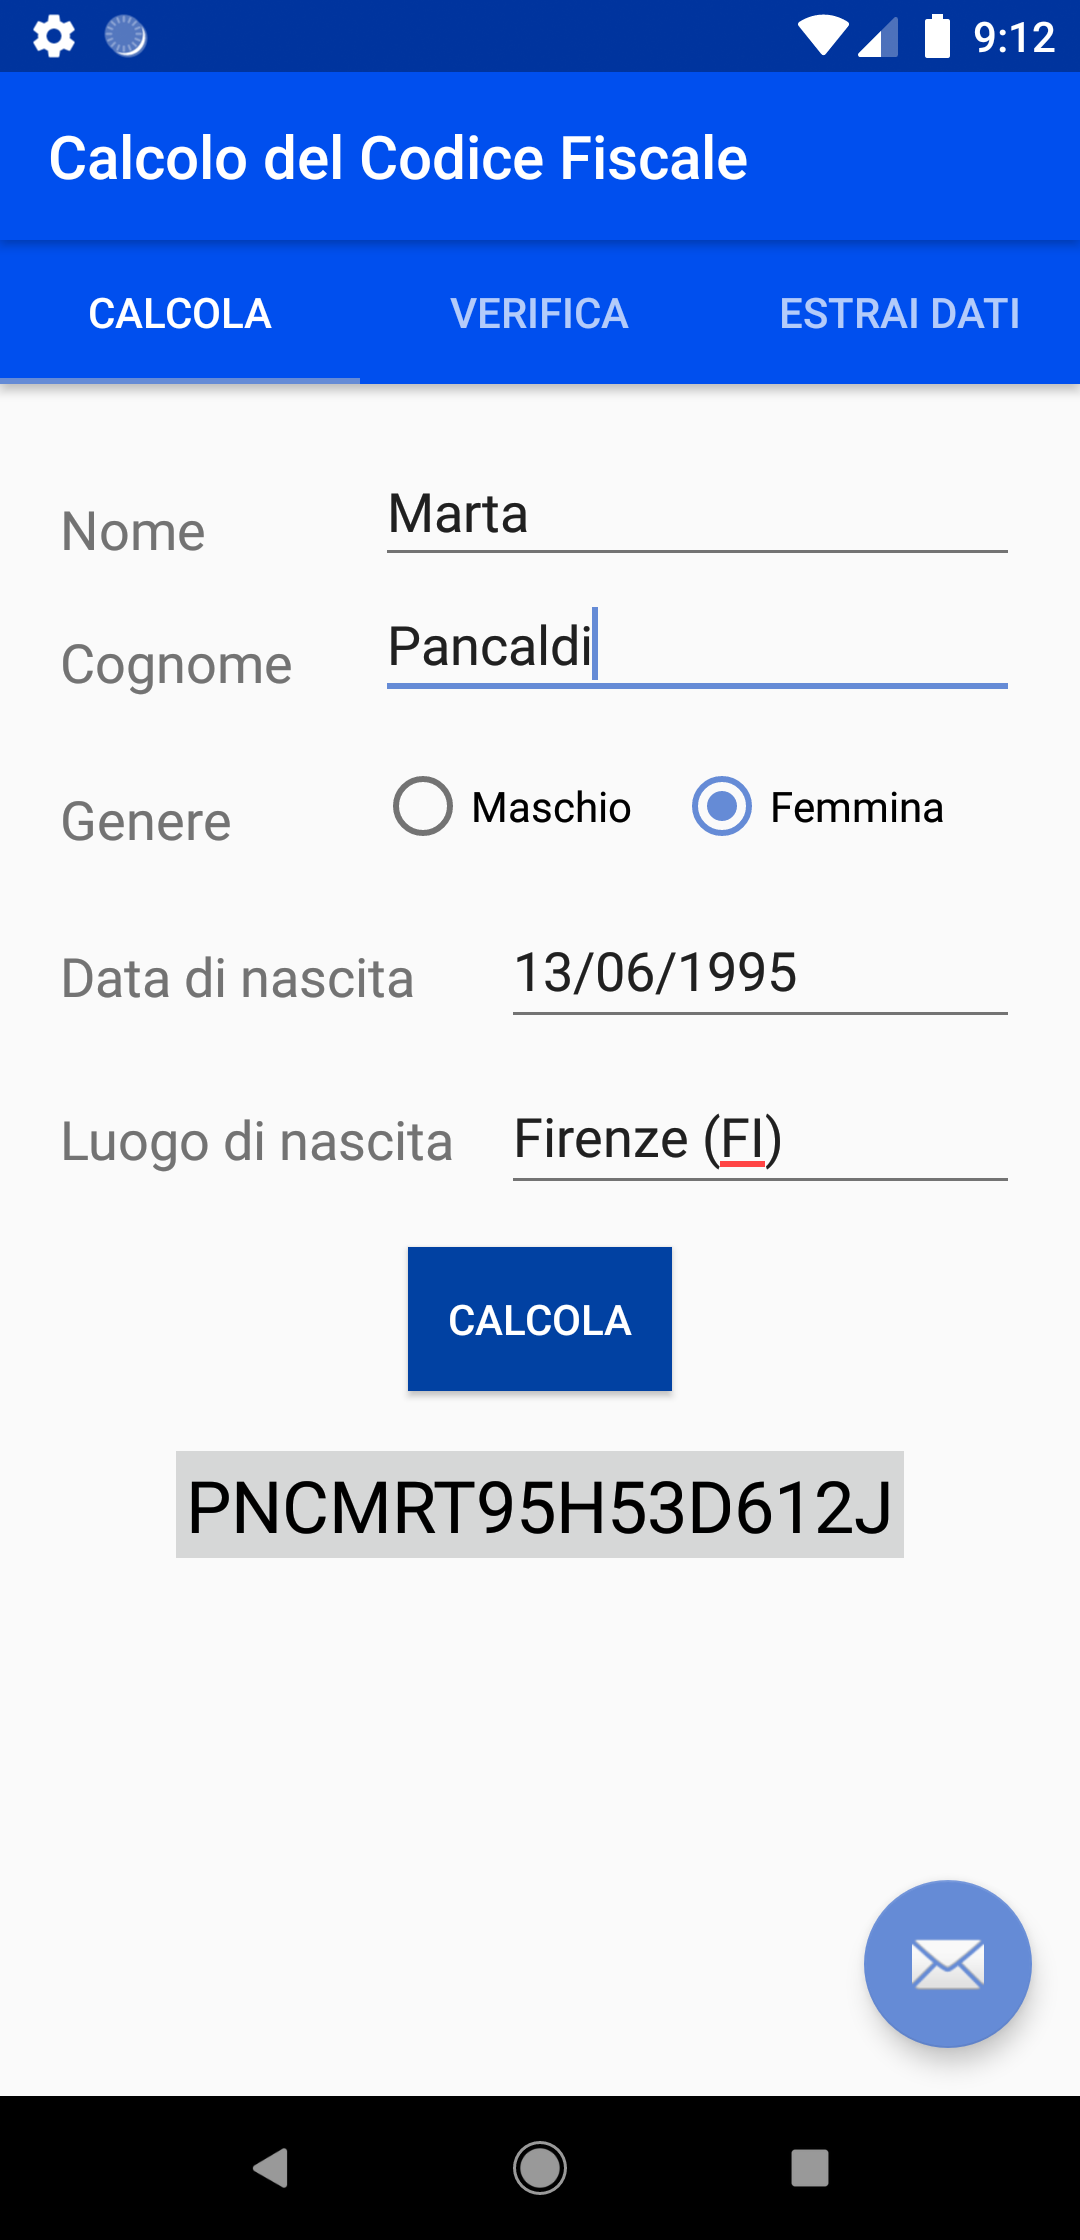 9:12
Calcolo del Codice Fiscale
CALCOLA VERIFICA ESTRAI DATI
Nome Marta
Cognome Pancaldi
Genere Maschio Femmina
Data di nascita 13/06/1995
Luogo di nascita Firenze (FI)
CALCOLA
PNCMRT95H53D612J